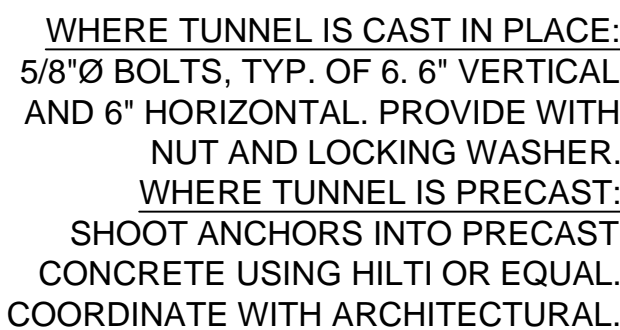 WHERE TUNNEL IS CAST IN PLACE:
5/8"Ø BOLTS, TYP. OF 6. 6" VERTICAL
AND 6" HORIZONTAL. PROVIDE WITH
NUT AND LOCKING WASHER.
WHERE TUNNEL IS PRECAST:
SHOOT ANCHORS INTO PRECAST
CONCRETE USING HILTI OR EQUAL.
COORDINATE WITH ARCHITECTURAL.